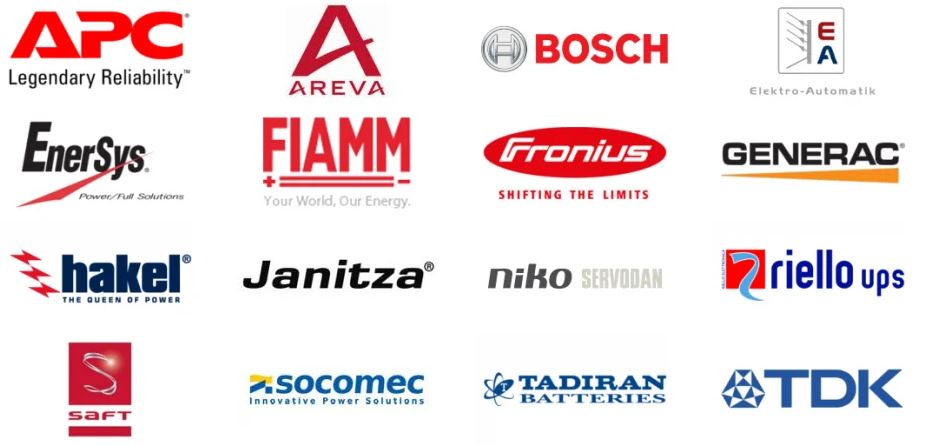 APC
Legendary Reliability™
AREVA
BOSCH
EA
Elektro-Automatik
EnerSys®
Power/Full Solutions
FIAMM
Your World, Our Energy.
Fronius
SHIFTING THE LIMITS
GENERAC®
hakel®
THE QUEEN OF POWER
Janitza®
niko SERVODAN
RIELLO ELETTRONICA
riello ups
SAFT
socomec
Innovative Power Solutions
TADIRAN
BATTERIES
TDK